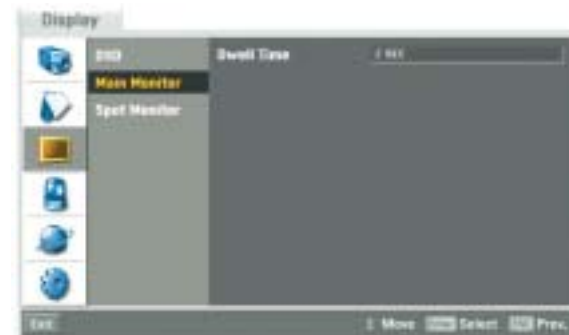 Display
OSD
Dwell Time
Main Monitor
Spot Monitor
Exit
Move Select Prev.